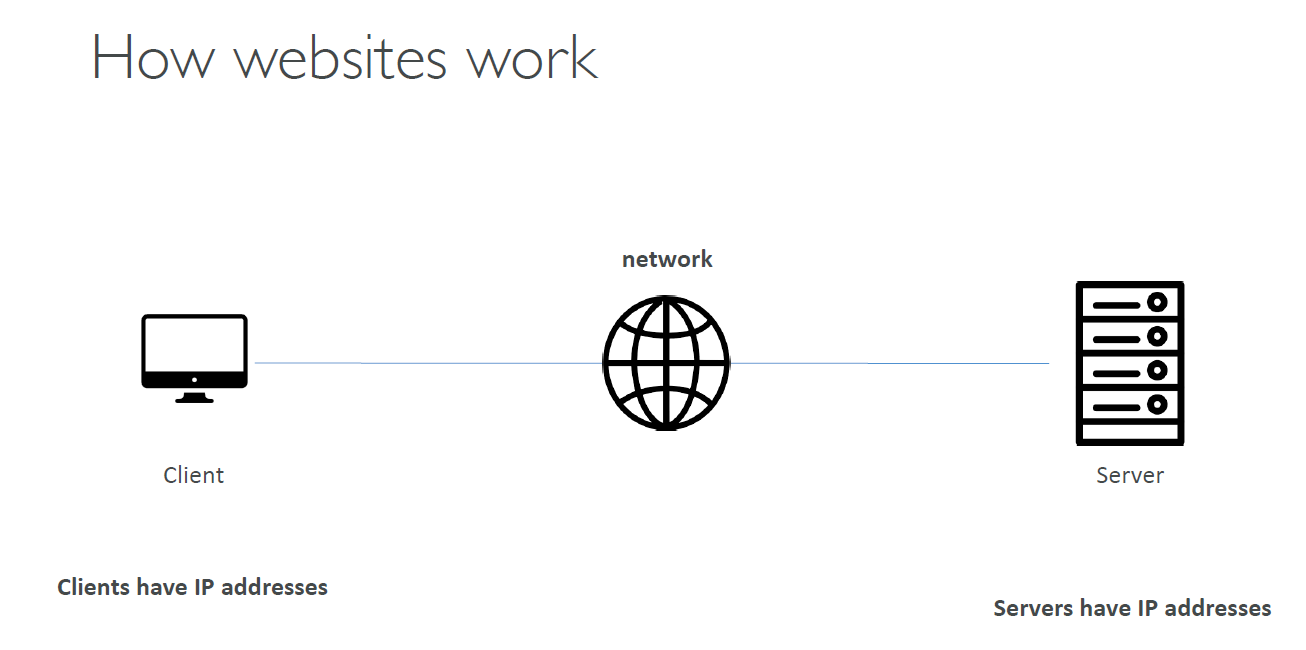 How websites work
network
Client
Server
Clients have IP addresses
Servers have IP addresses